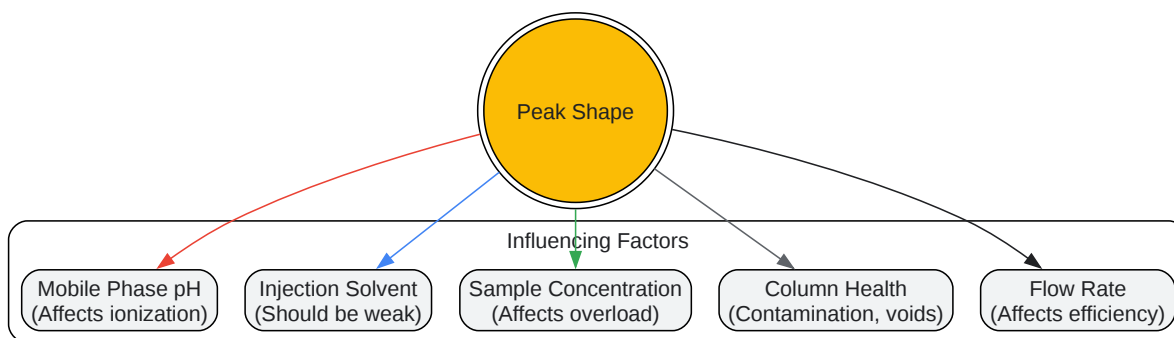 Peak Shape
Influencing Factors
Mobile Phase pH
(Affects ionization)
Injection Solvent
(Should be weak)
Sample Concentration
(Affects overload)
Column Health
(Contamination, voids)
Flow Rate
(Affects efficiency)